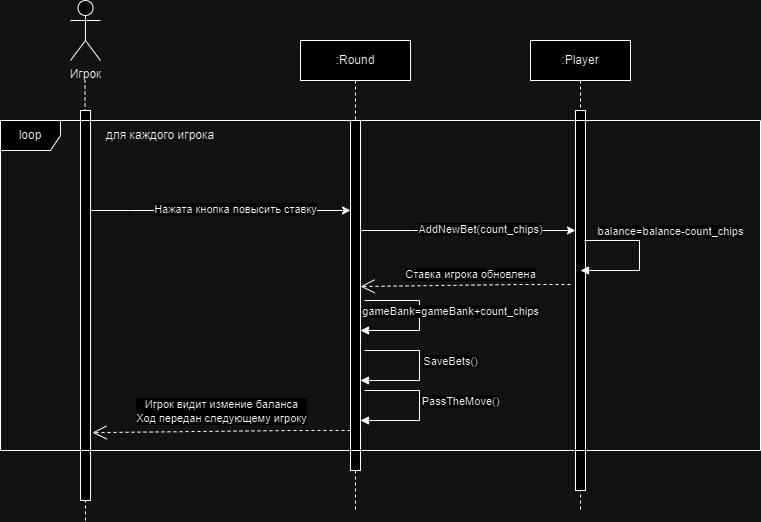 Игрок
:Round
:Player
loop
для каждого игрока
Нажата кнопка повысить ставку
AddNewBet(count_chips)
balance=balance-count_chips
Ставка игрока обновлена
gameBank=gameBank+count_chips
SaveBets()
PassTheMove()
Игрок видит измение баланса
Ход передан следующему игроку